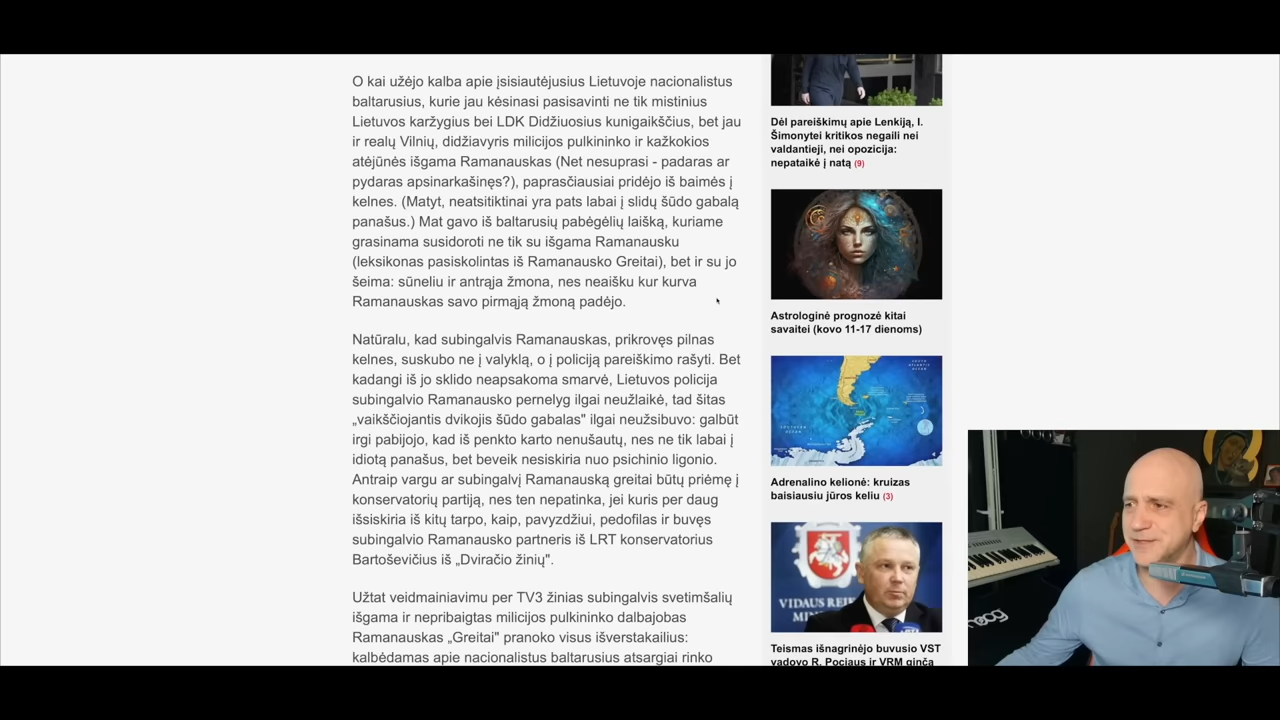 O kai užėjo kalba apie įsisiautėjusius Lietuvoje nacionalistus
baltarusius, kurie jau kėsinasi pasisavinti ne tik mistinius
Lietuvos karžygius bei LDK Didžiuosius kunigaikščius, bet jau
ir realų Vilnių, didžiavyris milicijos pulkininko ir kažkokios
atėjūnės išgama Ramanauskas (Net nesuprasi - padaras ar
pydaras apsinarkašinęs?), paprasčiausiai pridėjo iš baimės į
kelnes. (Matyt, neatsitiktinai yra pats labai į slidų šūdo gabalą
panašus.) Mat gavo iš baltarusių pabėgėlių laišką, kuriame
grasinama susidoroti ne tik su išgama Ramanausku
(leksikonas pasiskolintas iš Ramanausko Greitai), bet ir su jo
šeima: sūneliu ir antrąja žmona, nes neaišku kur kurva
Ramanauskas savo pirmąją žmoną padėjo.
Natūralu, kad subingalvis Ramanauskas, prikrovęs pilnas
kelnes, suskubo ne į valyklą, o į policiją pareiškimo rašyti. Bet
kadangi iš jo sklido neapsakoma smarvė, Lietuvos policija
subingalvio Ramanausko pernelyg ilgai neužlaikė, tad šitas
„vaikščiojantis dvikojis šūdo gabalas" ilgai neužsibuvo: galbūt
irgi pabijojo, kad iš penkto karto nenušautų, nes ne tik labai į
idiotą panašus, bet beveik nesiskiria nuo psichinio ligonio.
Antraip vargu ar subingalvį Ramanauską greitai būtų priėmę į
konservatorių partiją, nes ten nepatinka, jei kuris per daug
išsiskiria iš kitų tarpo, kaip, pavyzdžiui, pedofilas ir buvęs
subingalvio Ramanausko partneris iš LRT konservatorius
Bartoševičius iš „Dviračio žinių".
Užtat veidmainiavimu per TV3 žinias subingalvis svetimšalių
išgama ir nepribaigtas milicijos pulkininko dalbajobas
Ramanauskas „Greitai" pranoko visus išverstakailius:
kalbėdamas apie nacionalistus baltarusius atsargiai rinko
Dėl pareiškimų apie Lenkiją, I.
Šimonytei kritikos negaili nei
valdantieji, nei opozicija:
nepataikė į natą (9)
Astrologinė prognozė kitai
savaitei (kovo 11-17 dienoms)
SOUTH
ATLANTIC
OCEAN
SOUTHERN
OCEAN
Adrenalino kelionė: kruizas
baisiausiu jūros keliu (3)
VIDAUS REI
MIN
Teismas išnagrinėjo buvusio VST
vadovo R. Pociaus ir VRM ginčą
moog